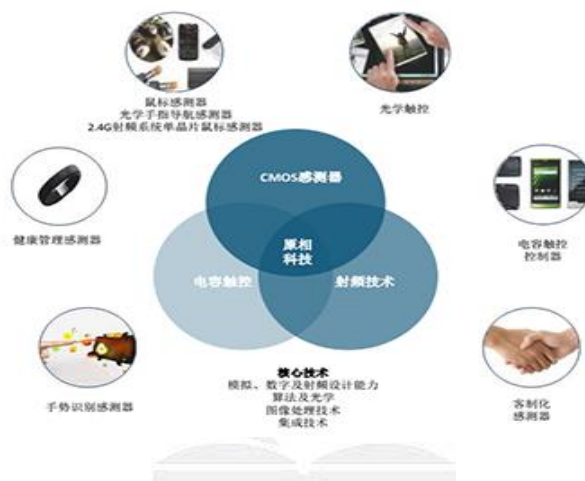 鼠标感测器
光学手指导航感测器
2.4G射频系统单晶片鼠标感测器
光学触控
CMOS感测器
健康管理感测器
电容触控
控制器
原相
科技
电容触控
射频技术
手势识别感测器
核心技术
模拟、数字及射频设计能力
算法及光学
图像处理技术
集成技术
客制化
感测器